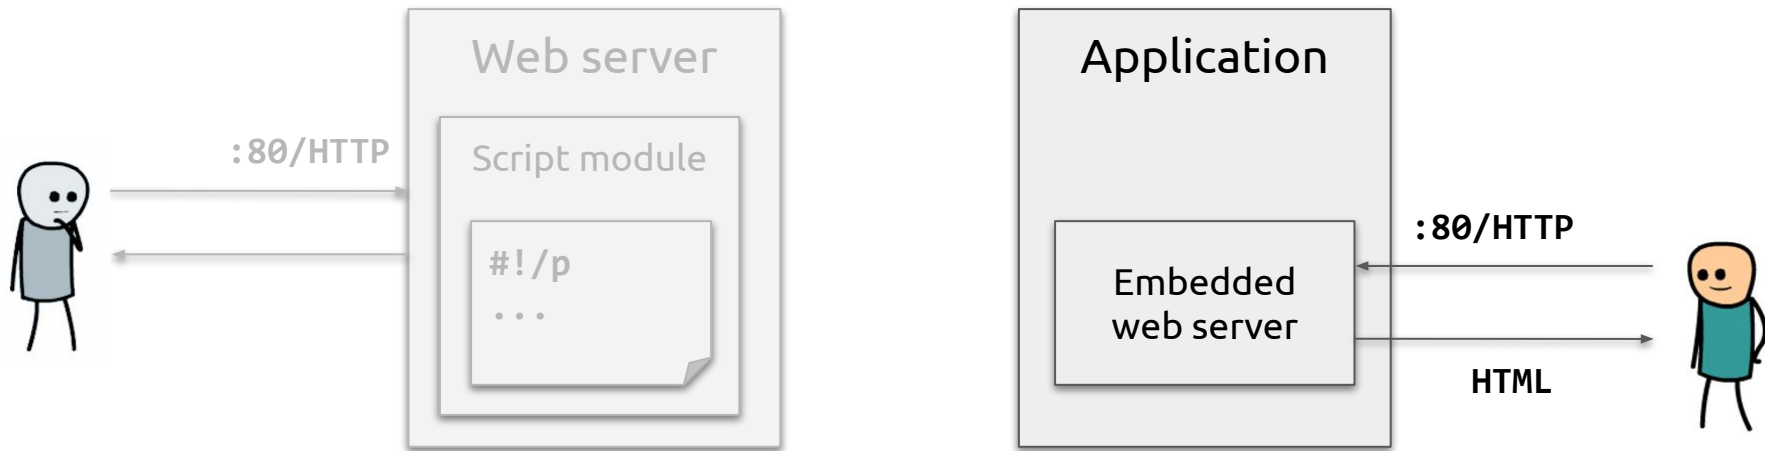 Web server
:80/HTTP
Script module
#!/p
...
Application
:80/HTTP
Embedded
web server
HTML